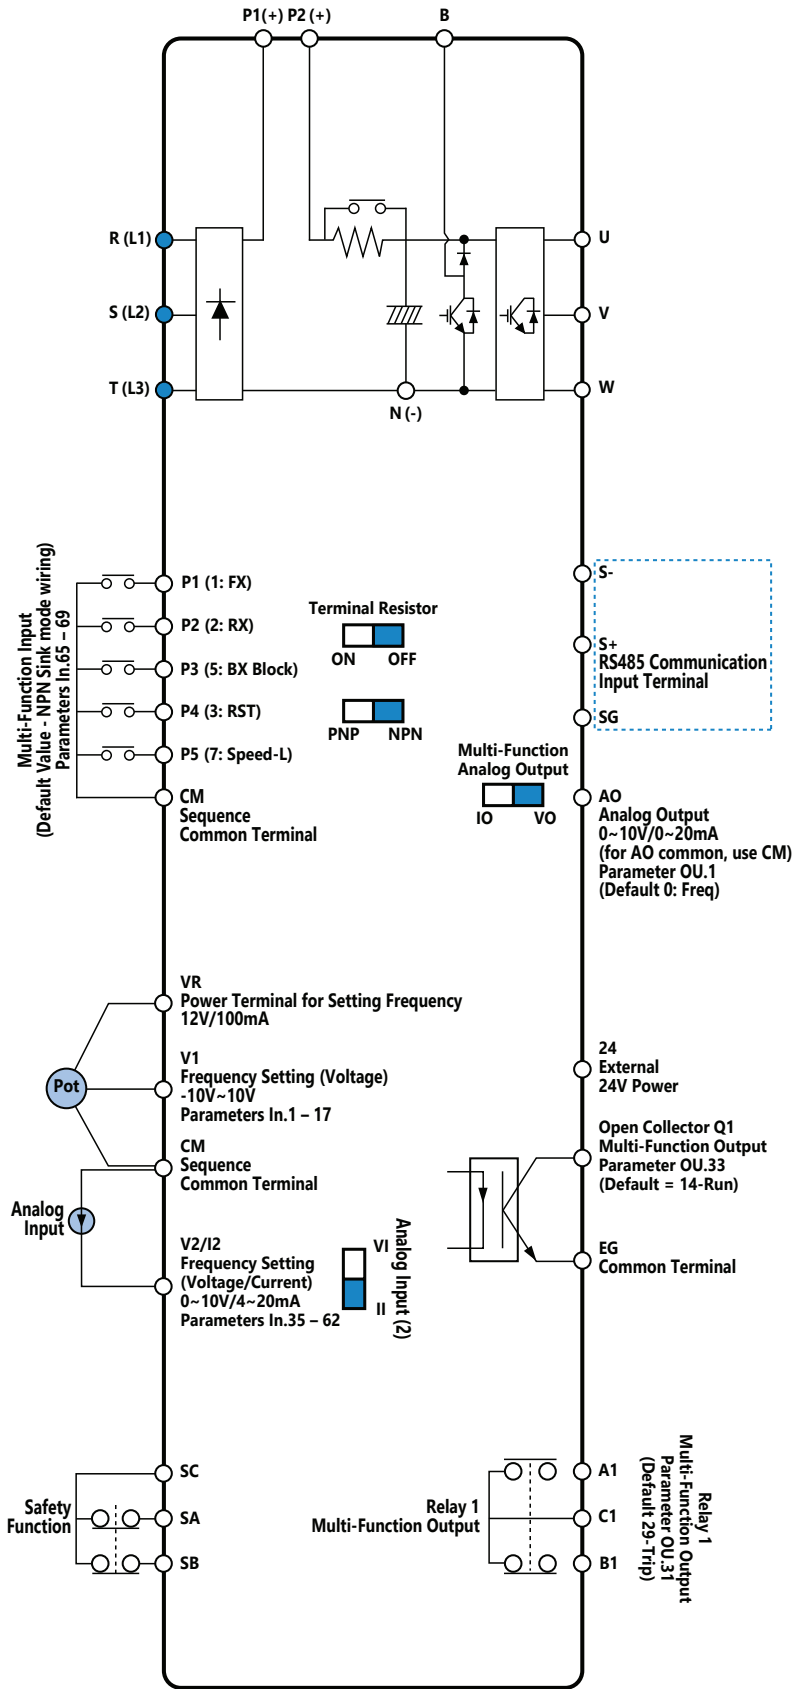 P1(+) P2 (+) B
R (L1)
S (L2)
T (L3)
U
V
W
N (-)
Multi-Function Input
(Default Value - NPN Sink mode wiring)
Parameters In.65 – 69
P1 (1: FX)
P2 (2: RX)
P3 (5: BX Block)
P4 (3: RST)
P5 (7: Speed-L)
CM
Sequence
Common Terminal
Terminal Resistor
ON OFF
PNP NPN
Multi-Function
Analog Output
IO VO
S-
S+
RS485 Communication
Input Terminal
SG
AO
Analog Output
0~10V/0~20mA
(for AO common, use CM)
Parameter OU.1
(Default 0: Freq)
Pot
VR
Power Terminal for Setting Frequency
12V/100mA
V1
Frequency Setting (Voltage)
-10V~10V
Parameters In.1 – 17
CM
Sequence
Common Terminal
Analog
Input
V2/I2
Frequency Setting
(Voltage/Current)
0~10V/4~20mA
Parameters In.35 – 62
VI
II
Analog Input (2)
24
External
24V Power
Open Collector Q1
Multi-Function Output
Parameter OU.33
(Default = 14-Run)
EG
Common Terminal
Safety
Function
SC
SA
SB
Relay 1
Multi-Function Output
A1
C1
B1
Relay 1
Multi-Function Output
Parameter OU.31
(Default 29-Trip)